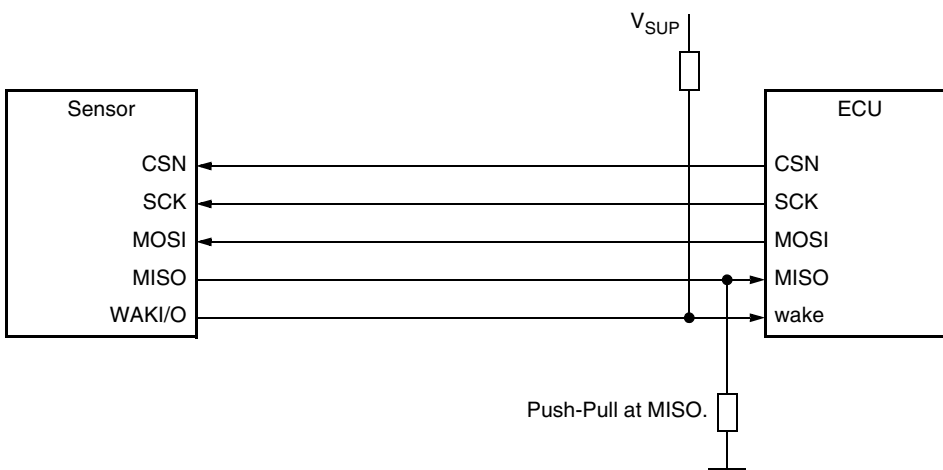 V_SUP
Sensor
ECU
CSN
CSN
SCK
SCK
MOSI
MOSI
MISO
MISO
WAKI/O
wake
Push-Pull at MISO.